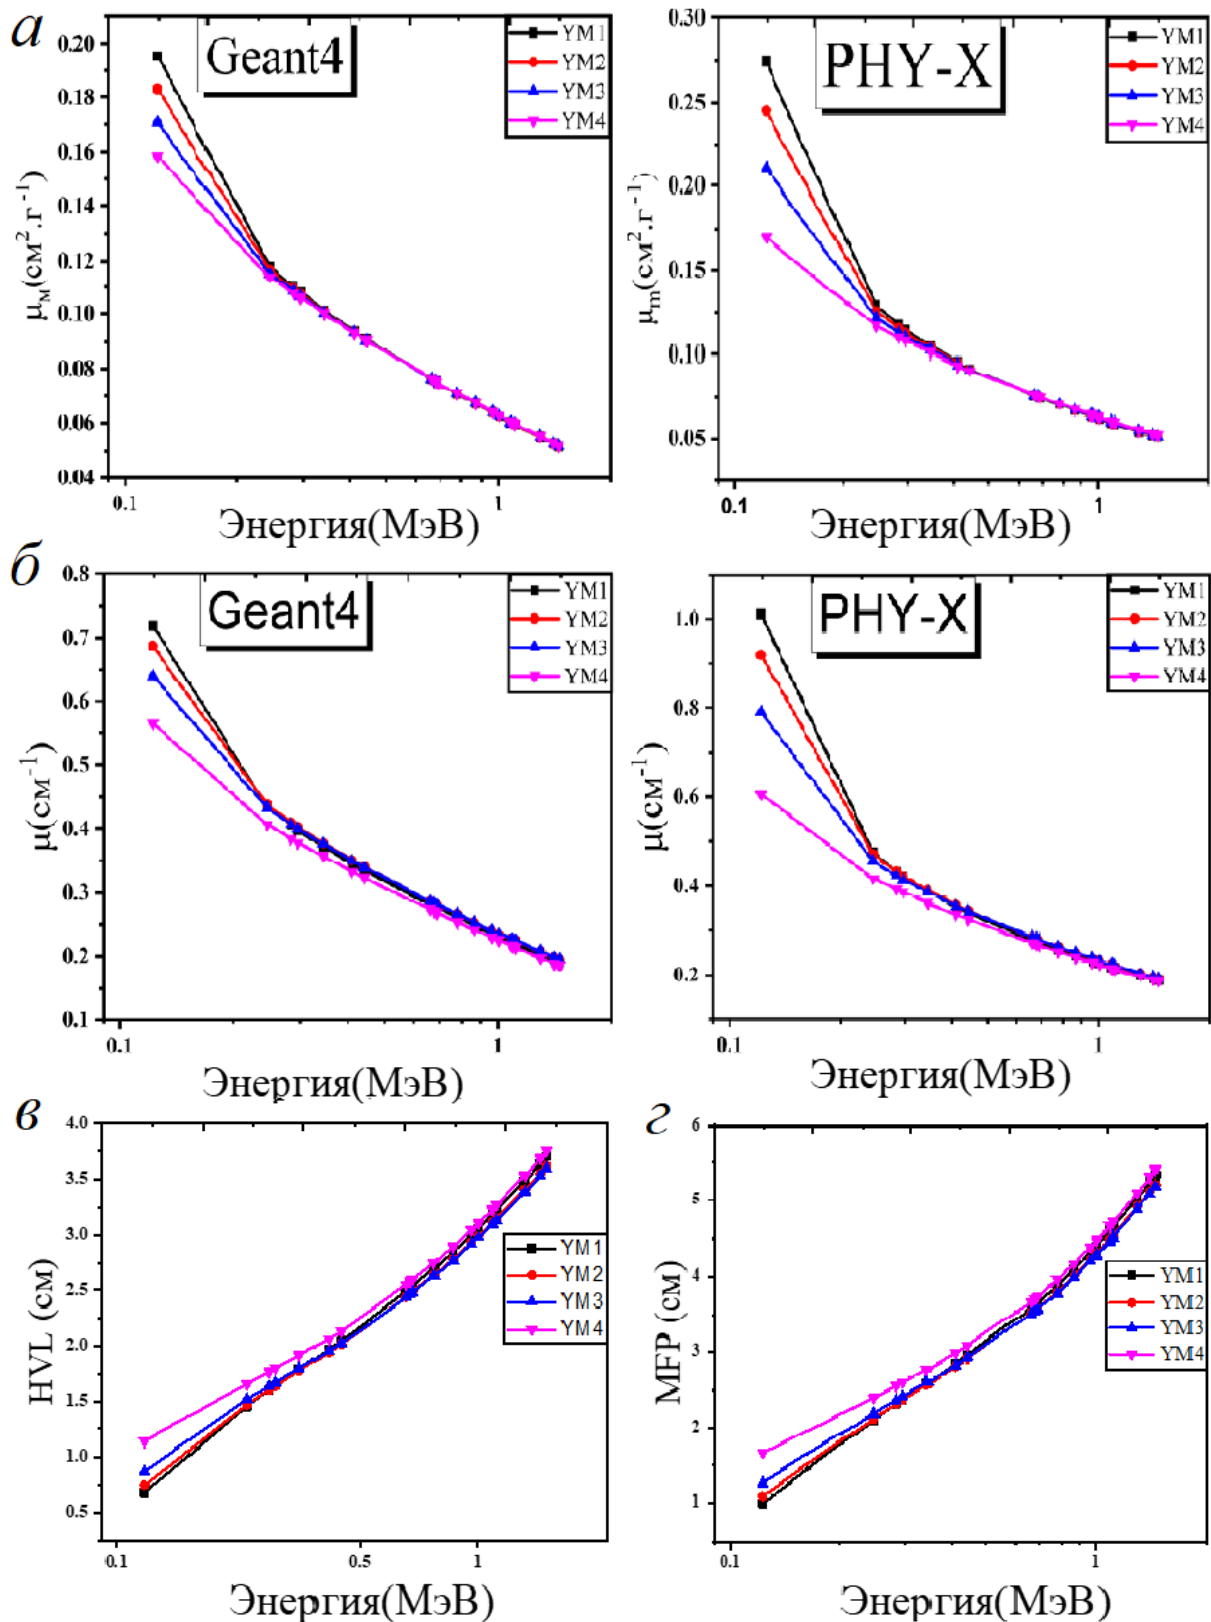 а
Geant4
YM1
YM2
YM3
YM4
0.20
0.18
0.16
0.14
0.12
0.10
0.08
0.06
0.04
μм(см².г⁻¹)
0.1
1
Энергия(МэВ)
PHY-X
YM1
YM2
YM3
YM4
0.30
0.25
0.20
0.15
0.10
0.05
μm(см².г⁻¹)
0.1
1
Энергия(МэВ)
б
Geant4
YM1
YM2
YM3
YM4
0.8
0.7
0.6
0.5
0.4
0.3
0.2
0.1
μ(см⁻¹)
0.1
1
Энергия(МэВ)
PHY-X
YM1
YM2
YM3
YM4
1.0
0.8
0.6
0.4
0.2
μ(см⁻¹)
0.1
1
Энергия(МэВ)
в
YM1
YM2
YM3
YM4
4.0
3.5
3.0
2.5
2.0
1.5
1.0
0.5
HVL (см)
0.1
0.5
1
Энергия(МэВ)
г
YM1
YM2
YM3
YM4
6
5
4
3
2
1
MFP (см)
0.1
1
Энергия(МэВ)